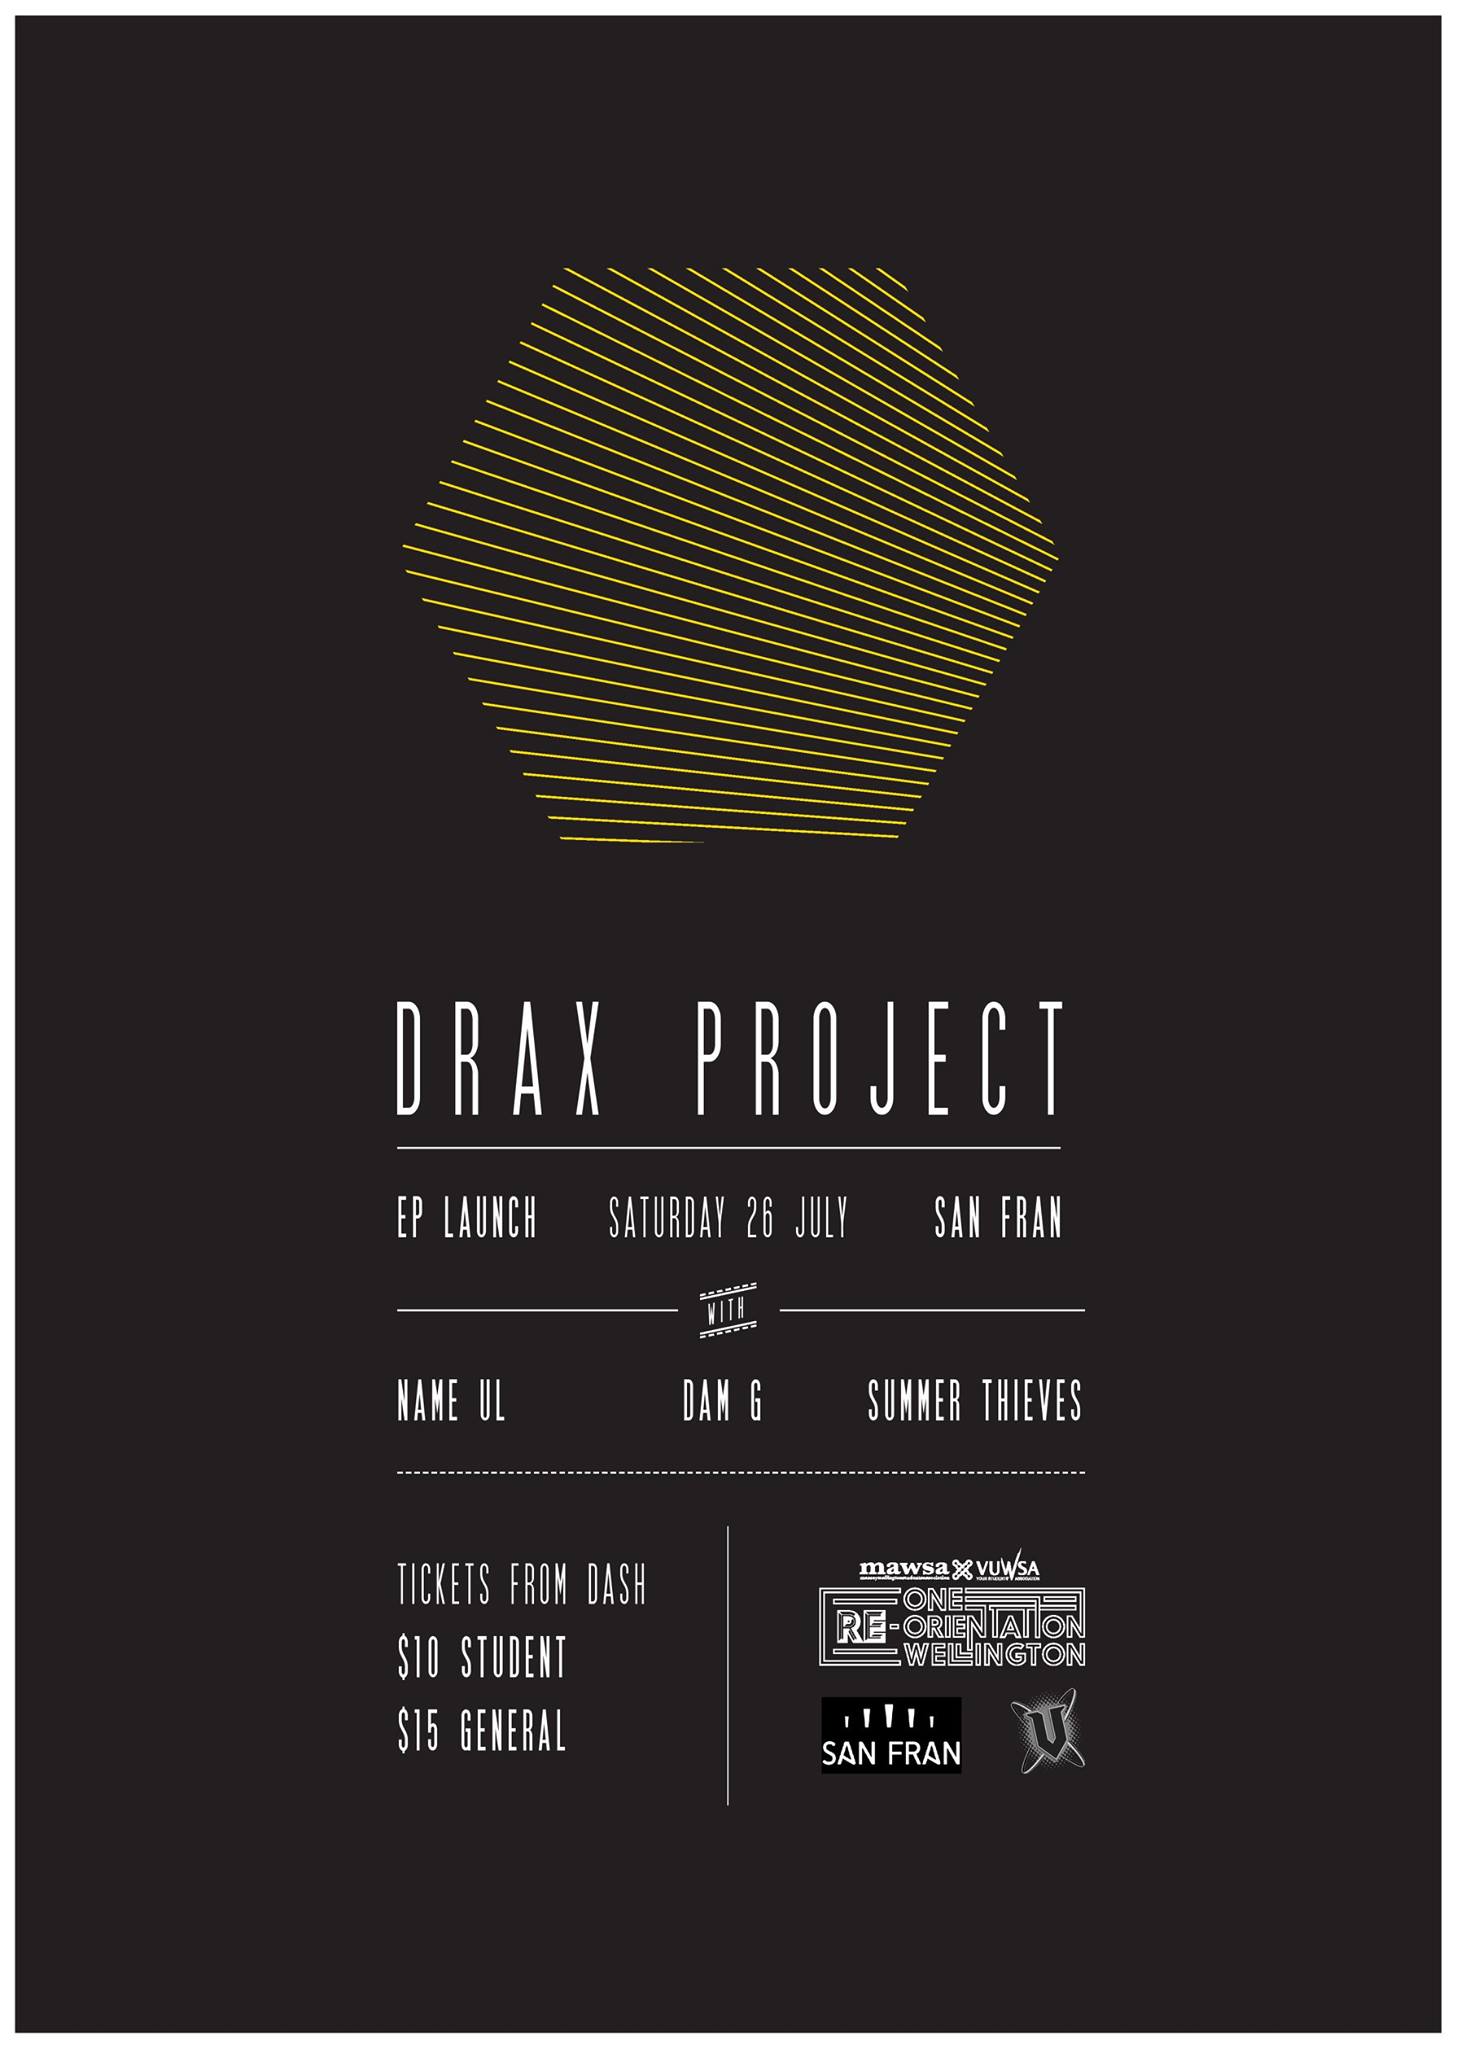 DRAX PROJECT
EP LAUNCH SATURDAY 26 JULY SAN FRAN
WITH
NAME UL DAM G SUMMER THIEVES
TICKETS FROM DASH
$10 STUDENT
$15 GENERAL
mawsa X VUWSA
ONE
RE-ORIENTATION
WELLINGTON
SAN FRAN
V